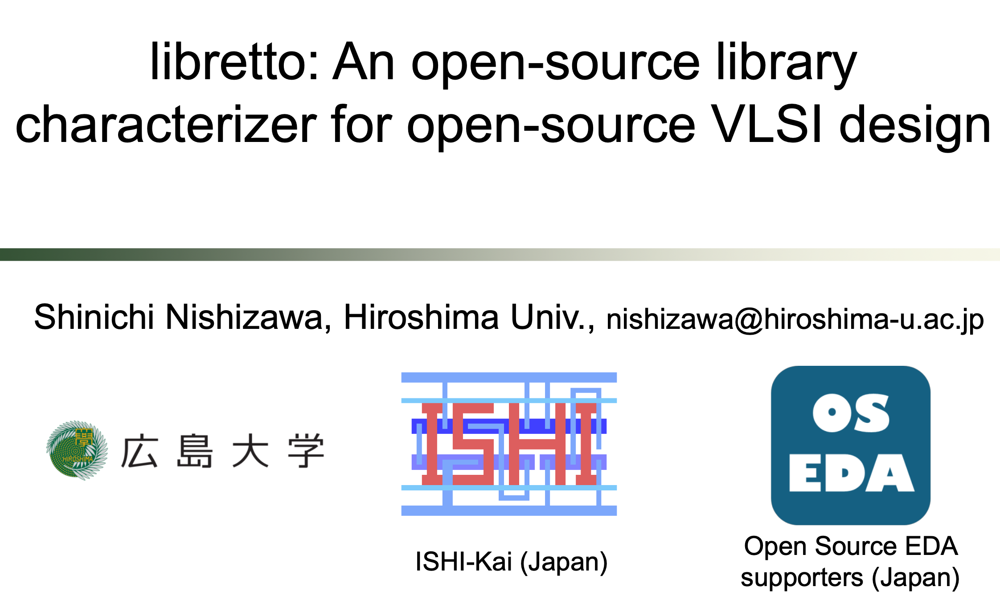 libretto: An open-source library
characterizer for open-source VLSI design
Shinichi Nishizawa, Hiroshima Univ., nishizawa@hiroshima-u.ac.jp
學
HIROSHIMA
広島大学
ISHI
ISHI-Kai (Japan)
OS
EDA
Open Source EDA
supporters (Japan)